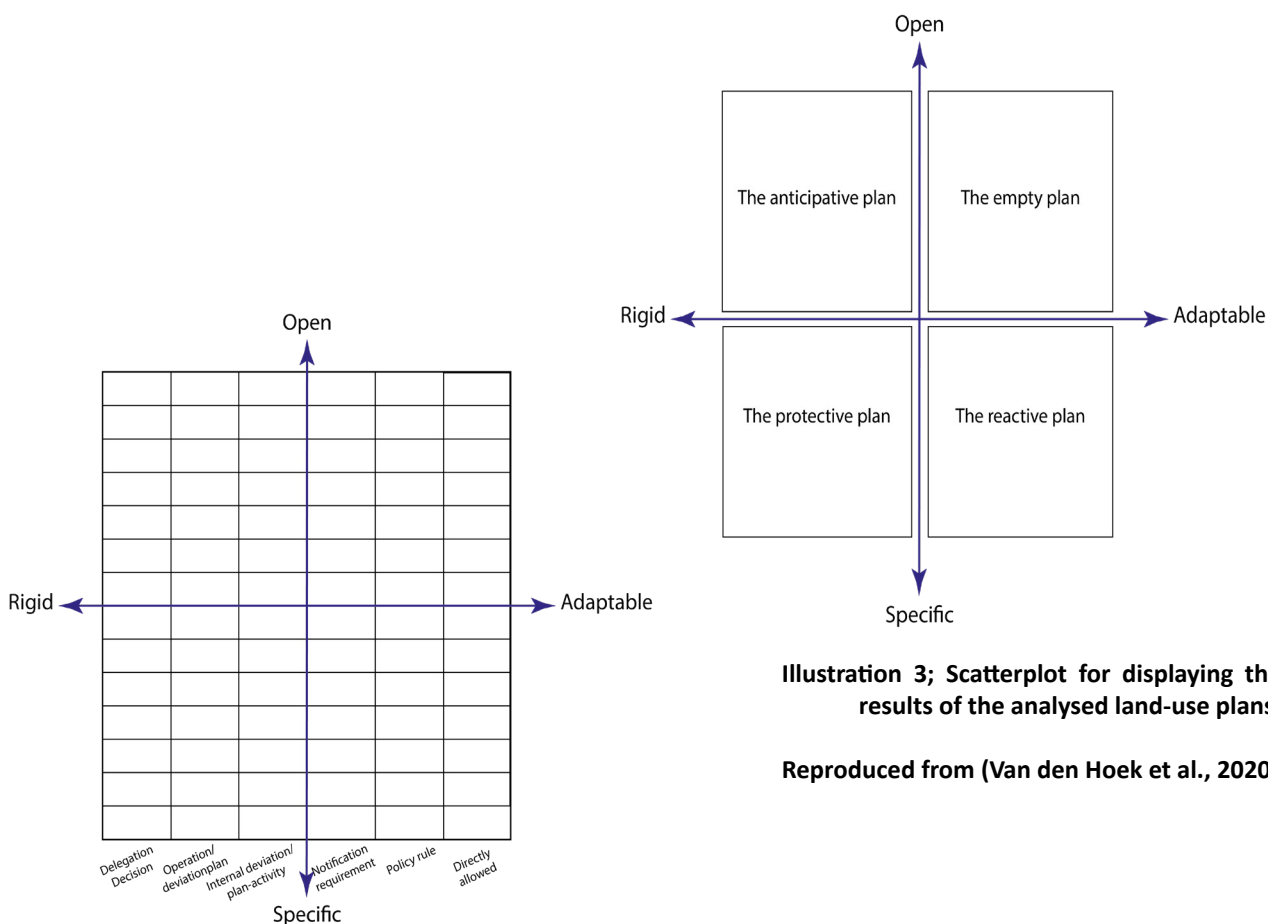 Open
The anticipative plan
The empty plan
Rigid
Adaptable
The protective plan
The reactive plan
Specific
Open
Rigid
Adaptable
Delegation
Decision
Operation/
deviationplan
Internal deviation/
plan-activity
Notification
requirement
Policy rule
Directly
allowed
Specific
Illustration 3; Scatterplot for displaying th
results of the analysed land-use plans
Reproduced from (Van den Hoek et al., 2020